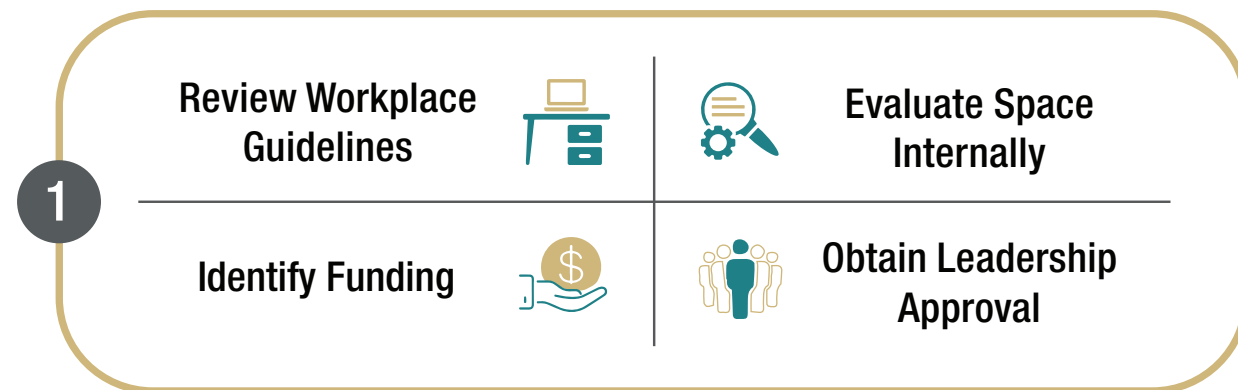 1
Review Workplace
Guidelines
Evaluate Space
Internally
Identify Funding
$
Obtain Leadership
Approval